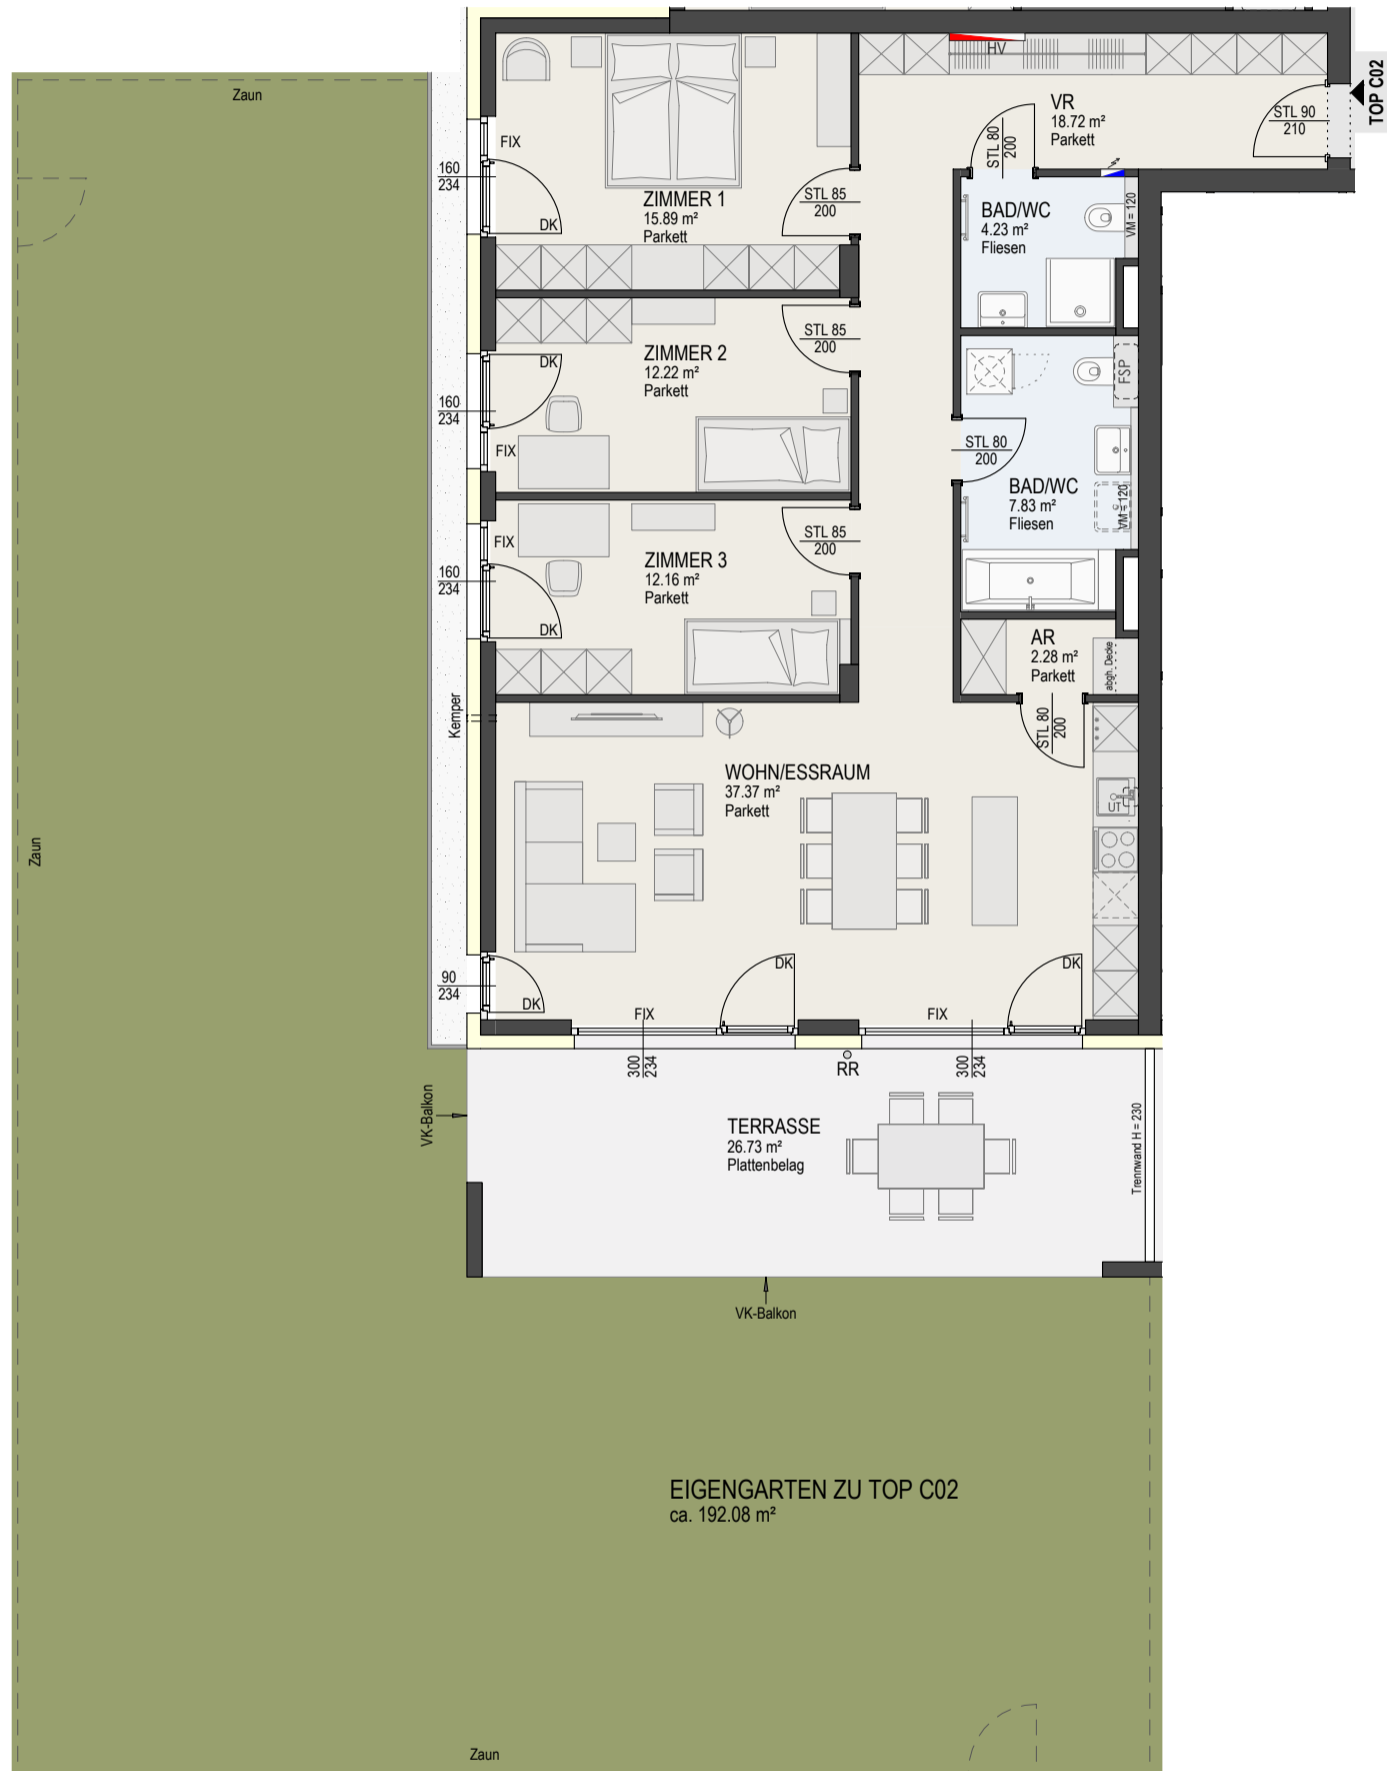 HV
TOP C02
Zaun
VR
18.72 m²
Parkett
STL 90
210
FIX
STL 80
200
160
234
ZIMMER 1
15.89 m²
Parkett
STL 85
200
DK
BAD/WC
4.23 m²
Fliesen
VM = 120
STL 85
200
DK
ZIMMER 2
12.22 m²
Parkett
FSP
160
234
FIX
STL 80
200
BAD/WC
7.83 m²
Fliesen
VM = 120
FIX
STL 85
200
ZIMMER 3
12.16 m²
Parkett
160
234
DK
AR
2.28 m²
Parkett
abgh. Decke
Kemper
STL 80
200
WOHN/ESSRAUM
37.37 m²
Parkett
UT
Zaun
DK
DK
90
234
DK
FIX
FIX
300
234
RR
300
234
VK-Balkon
TERRASSE
26.73 m²
Plattenbelag
Trennwand H = 230
VK-Balkon
EIGENGARTEN ZU TOP C02
ca. 192.08 m²
Zaun